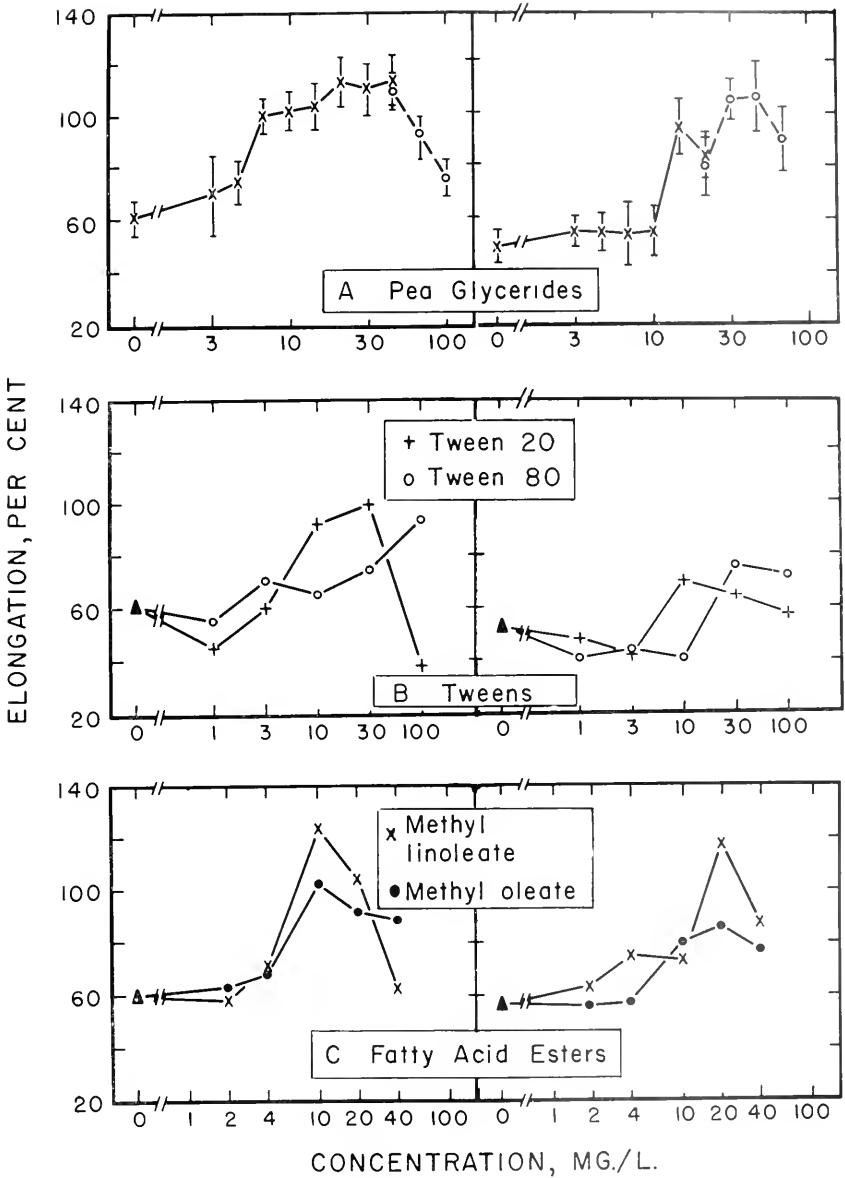 140
100
60
20
0 3 10 30 100
0 3 10 30 100
A Pea Glycerides
ELONGATION, PER CENT
140
100
60
20
+ Tween 20
o Tween 80
B Tweens
0 1 3 10 30 100
0 1 3 10 30 100
140
100
60
20
x Methyl
linoleate
● Methyl oleate
C Fatty Acid Esters
0 1 2 4 10 20 40 100
0 1 2 4 10 20 40 100
CONCENTRATION, MG./L.